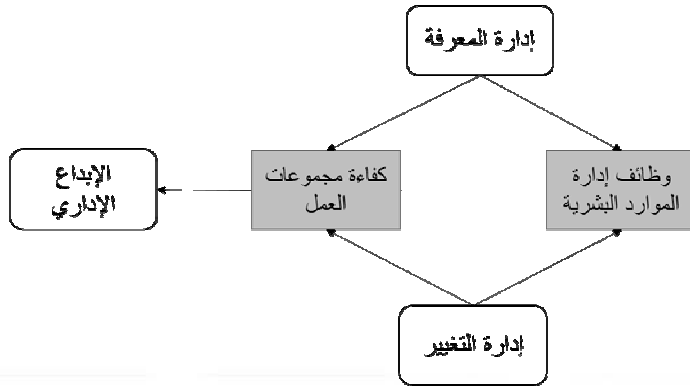 إدارة المعرفة
وظائف إدارة
الموارد البشرية
كفاءة مجموعات
العمل
الإبداع
الإداري
إدارة التغيير